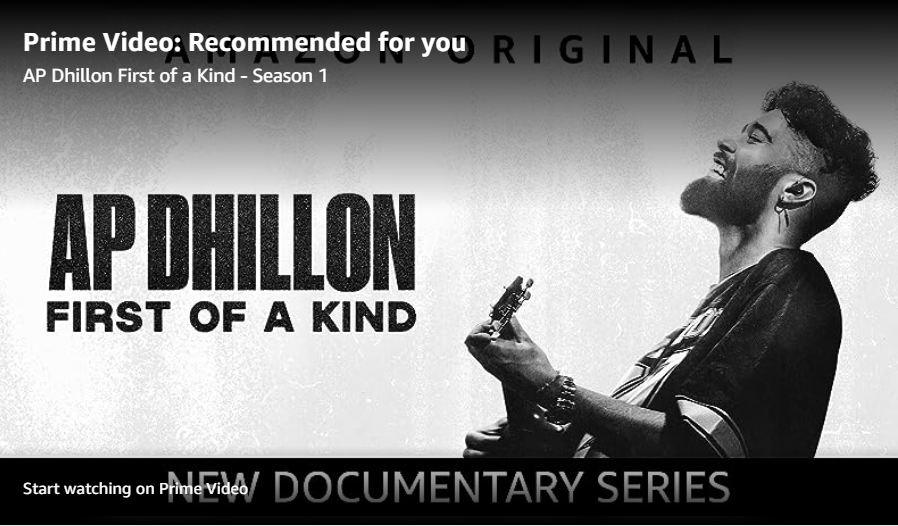 Prime Video: Recommended for you
AMAZON ORIGINAL
AP Dhillon First of a Kind - Season 1
AP DHILLON
FIRST OF A KIND
Start watching on Prime Video
NEW DOCUMENTARY SERIES